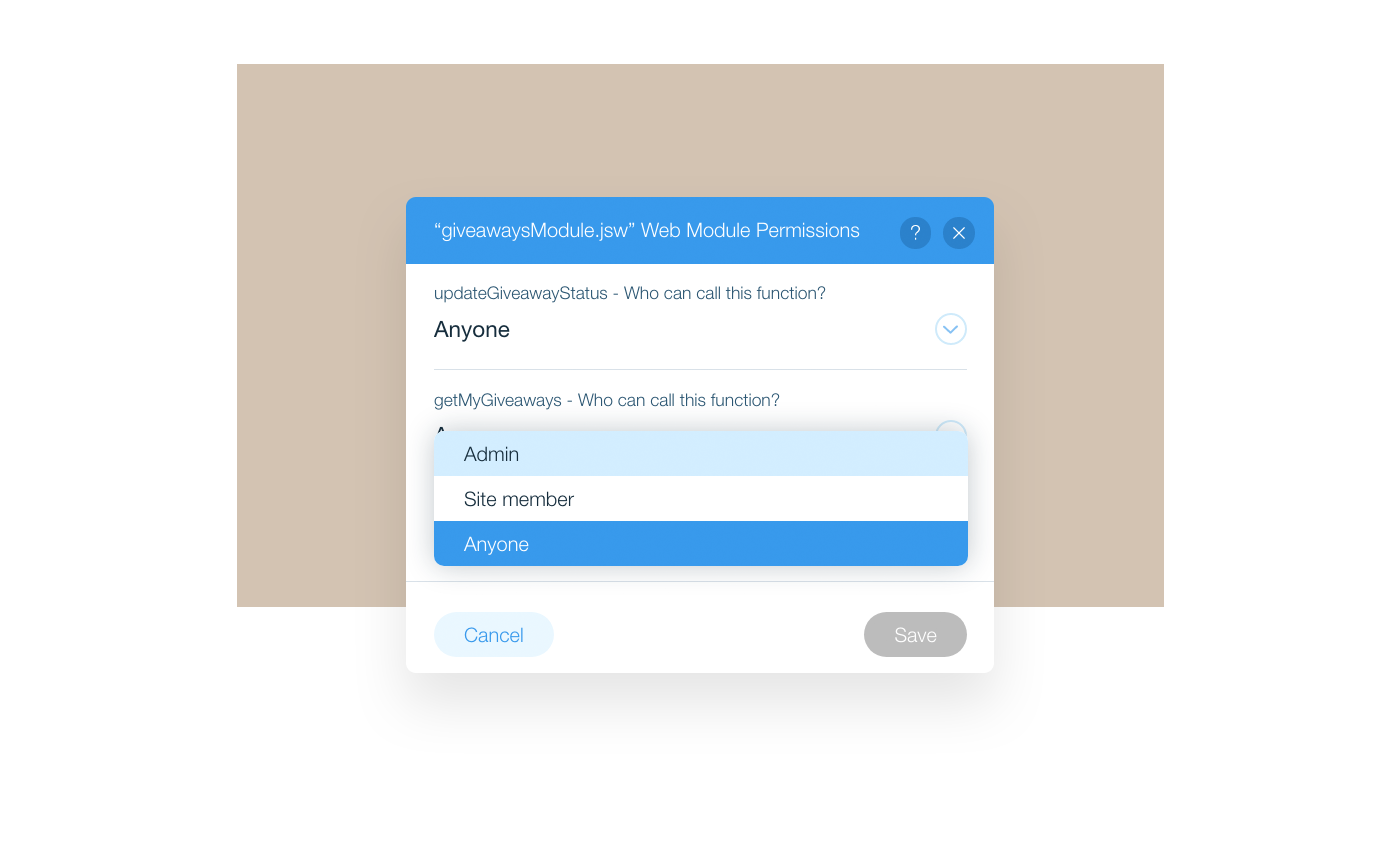 “giveawaysModule.jsw” Web Module Permissions
?
updateGiveawayStatus - Who can call this function?
Anyone
getMyGiveaways - Who can call this function?
Admin
Site member
Anyone
Cancel
Save